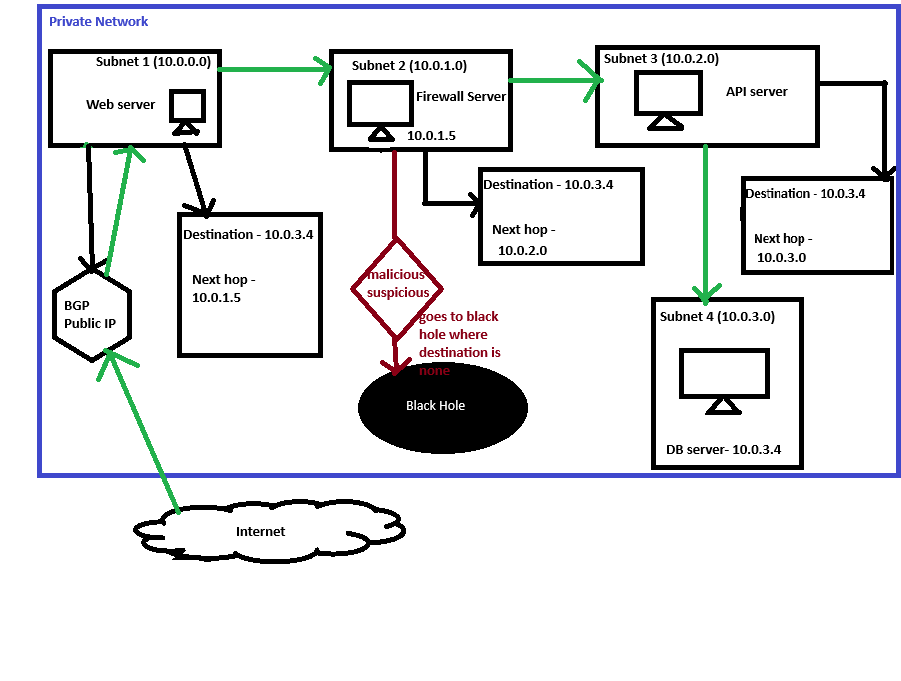 Private Network
Subnet 1 (10.0.0.0)
Web server
Subnet 2 (10.0.1.0)
Firewall Server
10.0.1.5
Subnet 3 (10.0.2.0)
API server
Destination - 10.0.3.4
Next hop -
10.0.1.5
Destination - 10.0.3.4
Next hop -
10.0.2.0
Destination - 10.0.3.4
Next hop -
10.0.3.0
BGP
Public IP
malicious
suspicious
goes to black
hole where
destination is
none
Black Hole
Subnet 4 (10.0.3.0)
DB server- 10.0.3.4
Internet